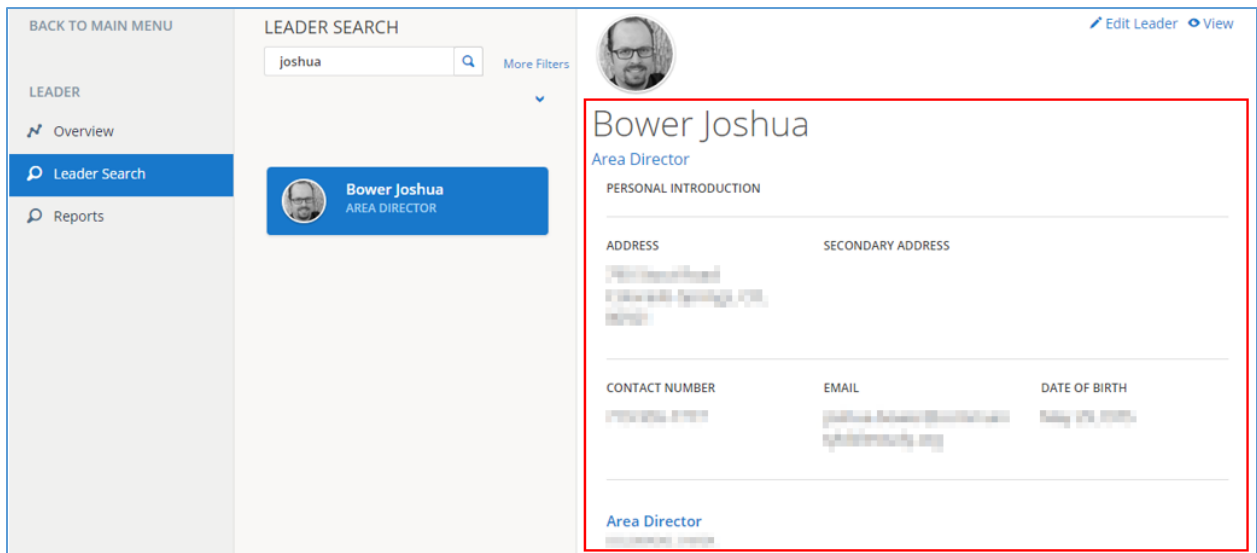 BACK TO MAIN MENU
LEADER
Overview
Leader Search
Reports
LEADER SEARCH
joshua
More Filters
Bower Joshua
AREA DIRECTOR
Edit Leader View
Bower Joshua
Area Director
PERSONAL INTRODUCTION
ADDRESS SECONDARY ADDRESS
CONTACT NUMBER EMAIL DATE OF BIRTH
Area Director